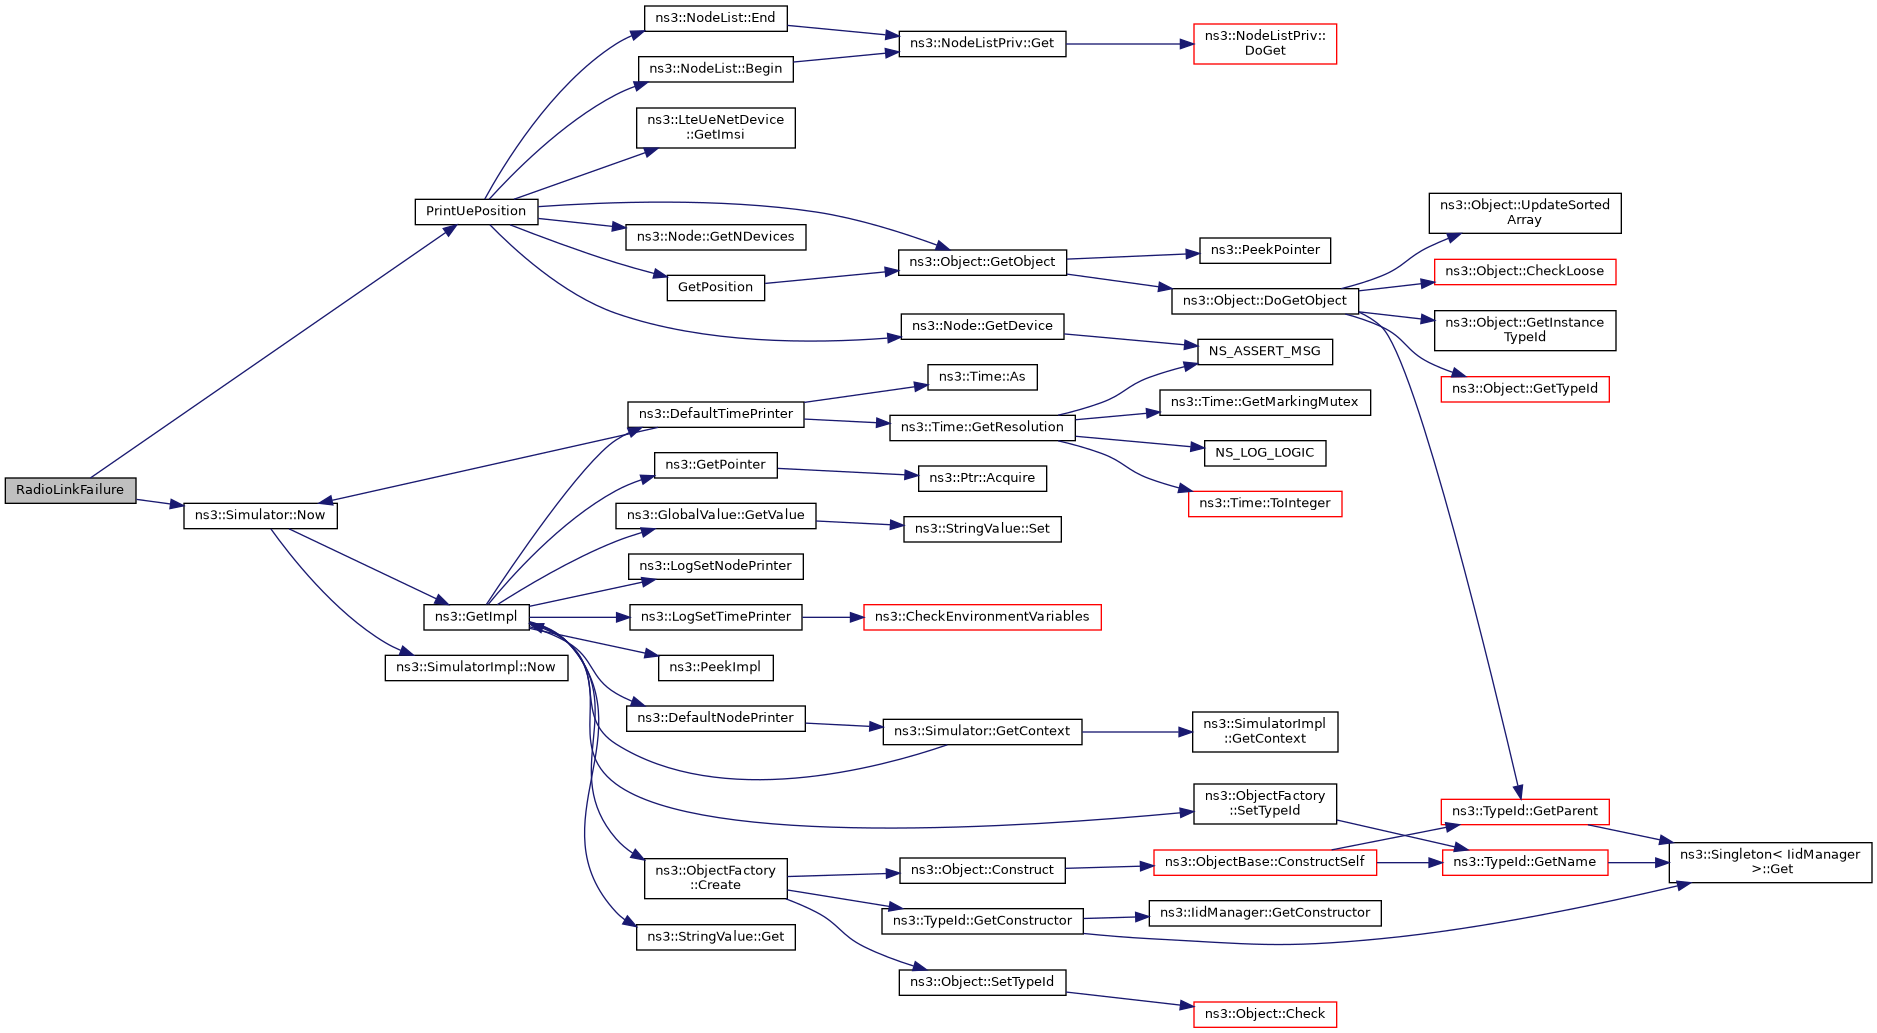 ns3::NodeList::End
ns3::NodeListPriv::Get
ns3::NodeListPriv::
DoGet
ns3::NodeList::Begin
ns3::LteUeNetDevice
::GetImsi
PrintUePosition
ns3::Object::UpdateSorted
Array
ns3::Node::GetNDevices
ns3::Object::GetObject
ns3::PeekPointer
ns3::Object::CheckLoose
GetPosition
ns3::Object::DoGetObject
ns3::Node::GetDevice
ns3::Object::GetInstance
TypeId
NS_ASSERT_MSG
ns3::Time::As
ns3::Object::GetTypeId
ns3::DefaultTimePrinter
ns3::Time::GetResolution
ns3::Time::GetMarkingMutex
NS_LOG_LOGIC
ns3::GetPointer
ns3::Ptr::Acquire
RadioLinkFailure
ns3::Time::ToInteger
ns3::Simulator::Now
ns3::GlobalValue::GetValue
ns3::StringValue::Set
ns3::LogSetNodePrinter
ns3::GetImpl
ns3::LogSetTimePrinter
ns3::CheckEnvironmentVariables
ns3::SimulatorImpl::Now
ns3::PeekImpl
ns3::DefaultNodePrinter
ns3::Simulator::GetContext
ns3::SimulatorImpl
::GetContext
ns3::ObjectFactory
::SetTypeId
ns3::TypeId::GetParent
ns3::ObjectFactory
::Create
ns3::Object::Construct
ns3::ObjectBase::ConstructSelf
ns3::TypeId::GetName
ns3::Singleton< IidManager
>::Get
ns3::TypeId::GetConstructor
ns3::IidManager::GetConstructor
ns3::StringValue::Get
ns3::Object::SetTypeId
ns3::Object::Check